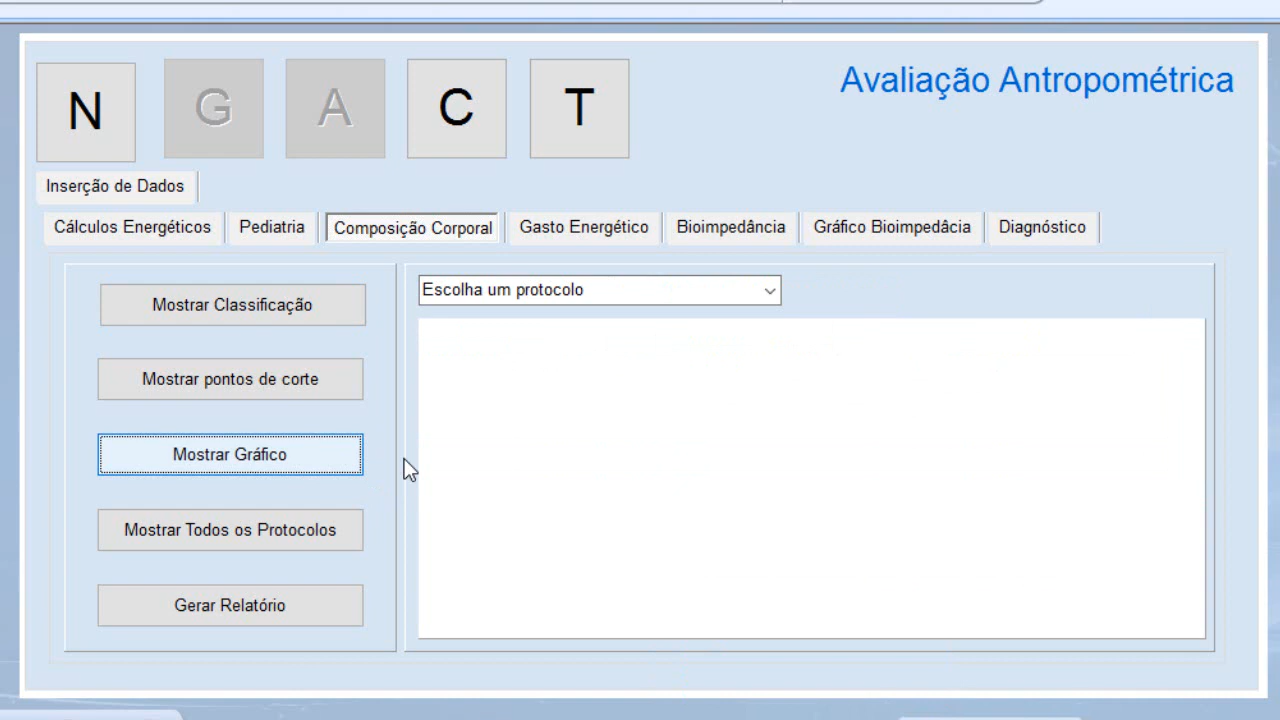 N G A C T
Avaliação Antropométrica
Inserção de Dados
Cálculos Energéticos Pediatria Composição Corporal Gasto Energético Bioimpedância Gráfico Bioimpedâcia Diagnóstico
Mostrar Classificação
Escolha um protocolo
Mostrar pontos de corte
Mostrar Gráfico
Mostrar Todos os Protocolos
Gerar Relatório